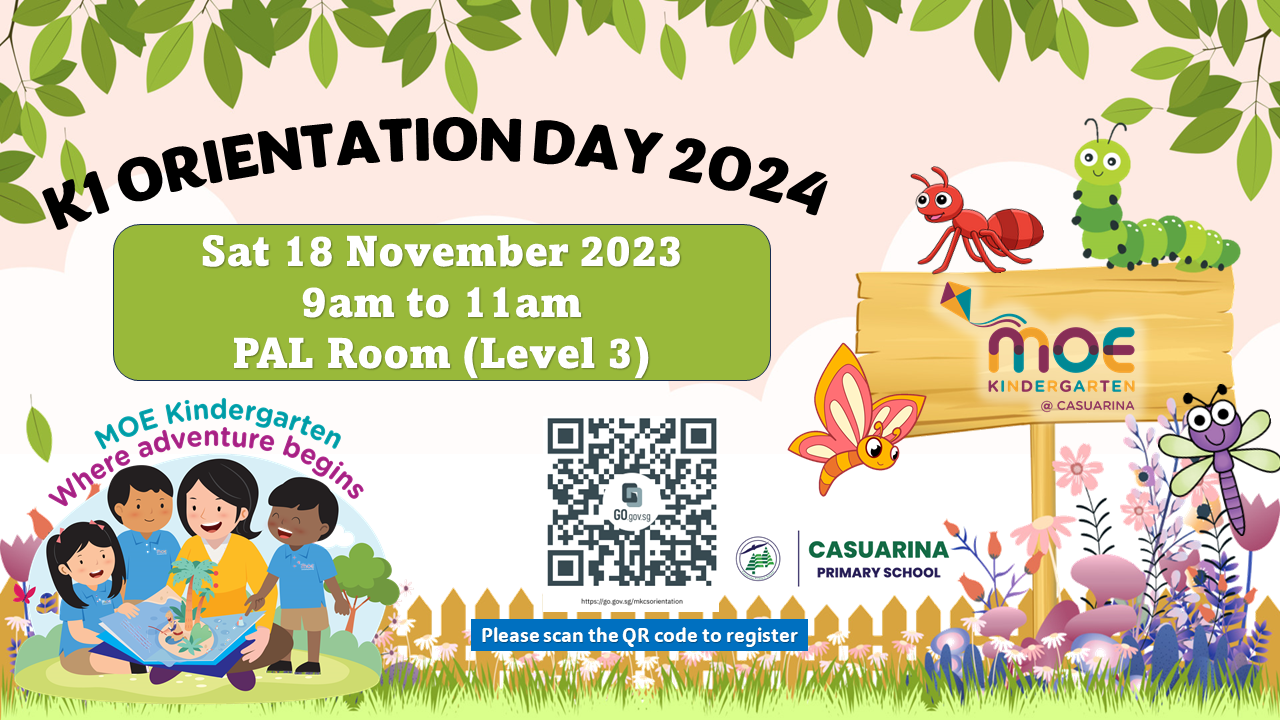 K1 ORIENTATION DAY 2024
Sat 18 November 2023
9am to 11am
PAL Room (Level 3)
MOE KINDERGARTEN
@ CASUARINA
MOE Kindergarten
Where adventure begins
moe
GOgov.sg
https://go.gov.sg/mkcsorientation
CASUARINA
PRIMARY SCHOOL
Please scan the QR code to register